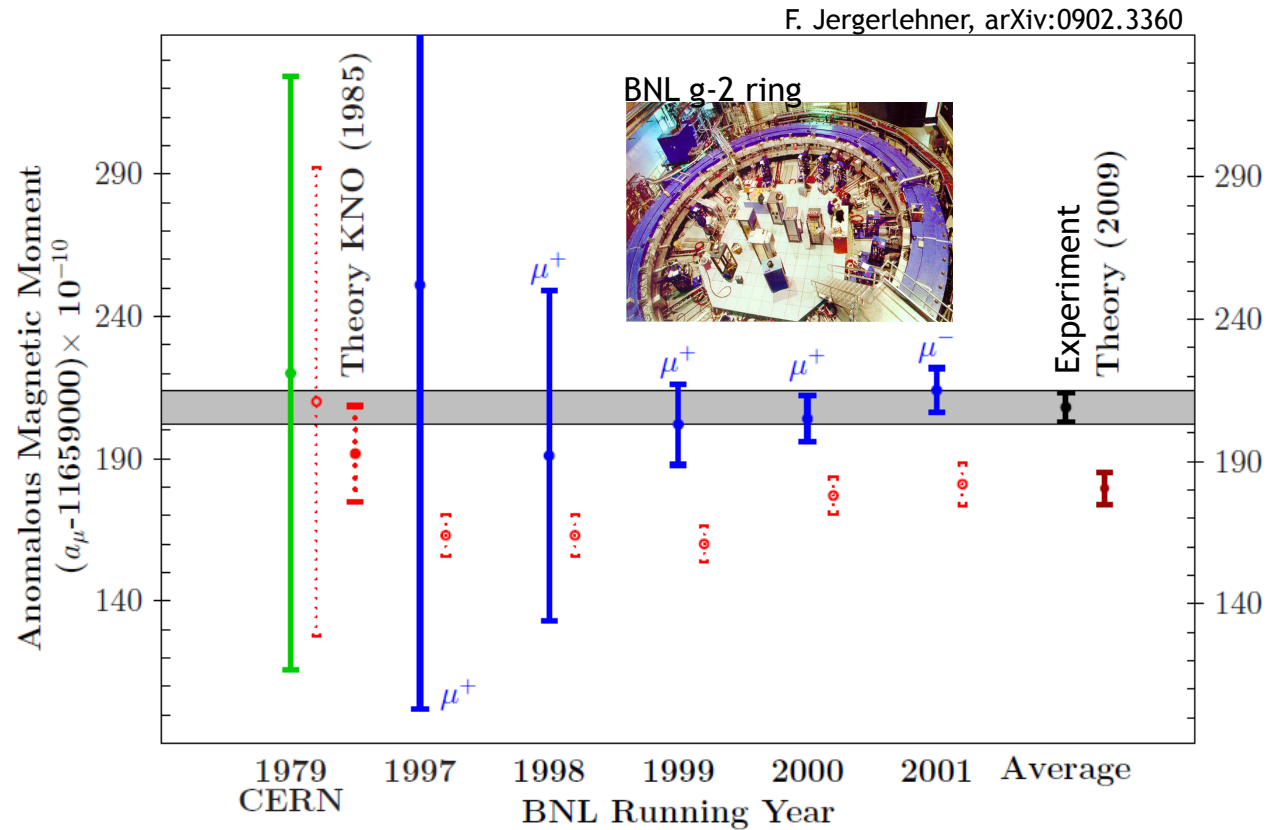 F. Jergerlehner, arXiv:0902.3360
BNL g-2 ring
Anomalous Magnetic Moment
(aμ-11659000)× 10⁻¹⁰
290
240
190
140
Theory KNO (1985)
μ⁺
μ⁺
μ⁺
μ⁺
μ⁻
Experiment
Theory (2009)
290
240
190
140
1979
CERN
1997
1998
1999
2000
2001
Average
BNL Running Year